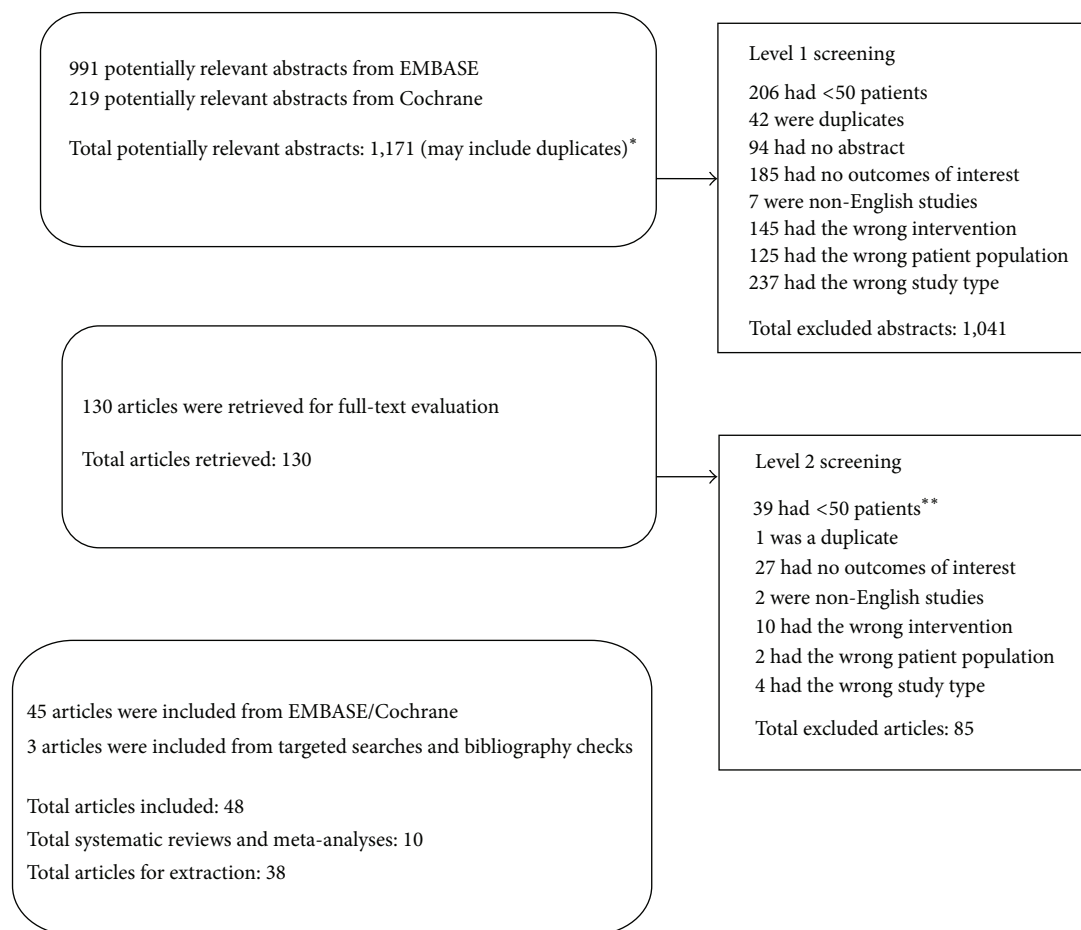 991 potentially relevant abstracts from EMBASE
219 potentially relevant abstracts from Cochrane
Total potentially relevant abstracts: 1,171 (may include duplicates)*
Level 1 screening
206 had <50 patients
42 were duplicates
94 had no abstract
185 had no outcomes of interest
7 were non-English studies
145 had the wrong intervention
125 had the wrong patient population
237 had the wrong study type
Total excluded abstracts: 1,041
130 articles were retrieved for full-text evaluation
Total articles retrieved: 130
Level 2 screening
39 had <50 patients**
1 was a duplicate
27 had no outcomes of interest
2 were non-English studies
10 had the wrong intervention
2 had the wrong patient population
4 had the wrong study type
Total excluded articles: 85
45 articles were included from EMBASE/Cochrane
3 articles were included from targeted searches and bibliography checks
Total articles included: 48
Total systematic reviews and meta-analyses: 10
Total articles for extraction: 38